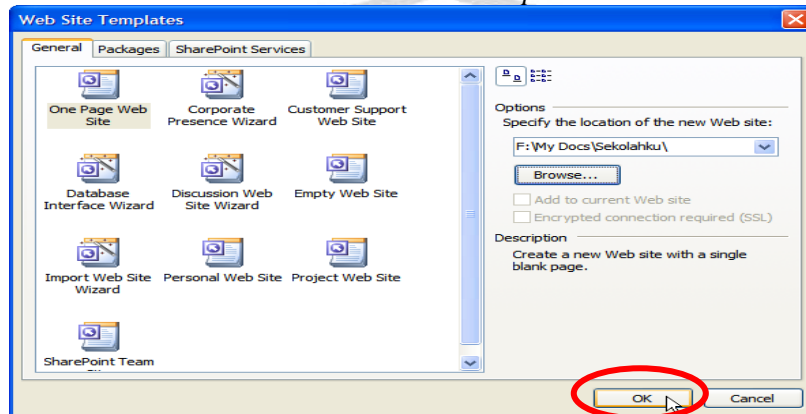 Web Site Templates
General Packages SharePoint Services
One Page Web
Site
Corporate
Presence Wizard
Customer Support
Web Site
Database
Interface Wizard
Discussion Web
Site Wizard
Empty Web Site
Import Web Site
Wizard
Personal Web Site
Project Web Site
SharePoint Team
Options
Specify the location of the new Web site:
F:\My Docs\Sekolahku\
Browse...
Add to current Web site
Encrypted connection required (SSL)
Description
Create a new Web site with a single
blank page.
OK Cancel